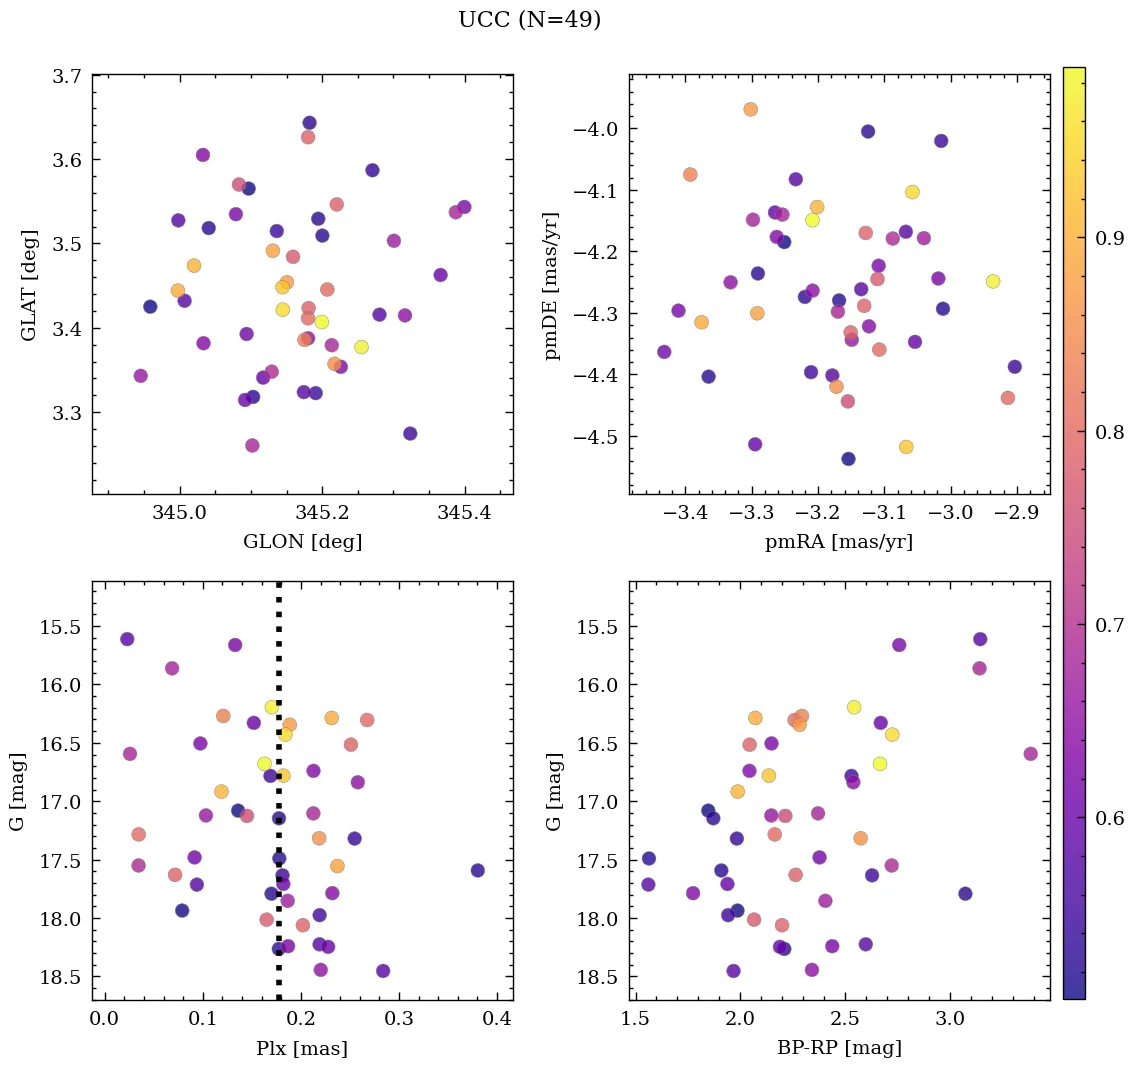 UCC (N=49)
3.7
3.6
3.5
3.4
3.3
GLAT [deg]
345.0 345.2 345.4
GLON [deg]
−4.0
−4.1
−4.2
−4.3
−4.4
−4.5
pmDE [mas/yr]
−3.4 −3.3 −3.2 −3.1 −3.0 −2.9
pmRA [mas/yr]
15.5
16.0
16.5
17.0
17.5
18.0
18.5
G [mag]
0.0 0.1 0.2 0.3 0.4
Plx [mas]
15.5
16.0
16.5
17.0
17.5
18.0
18.5
G [mag]
1.5 2.0 2.5 3.0
BP-RP [mag]
0.9
0.8
0.7
0.6